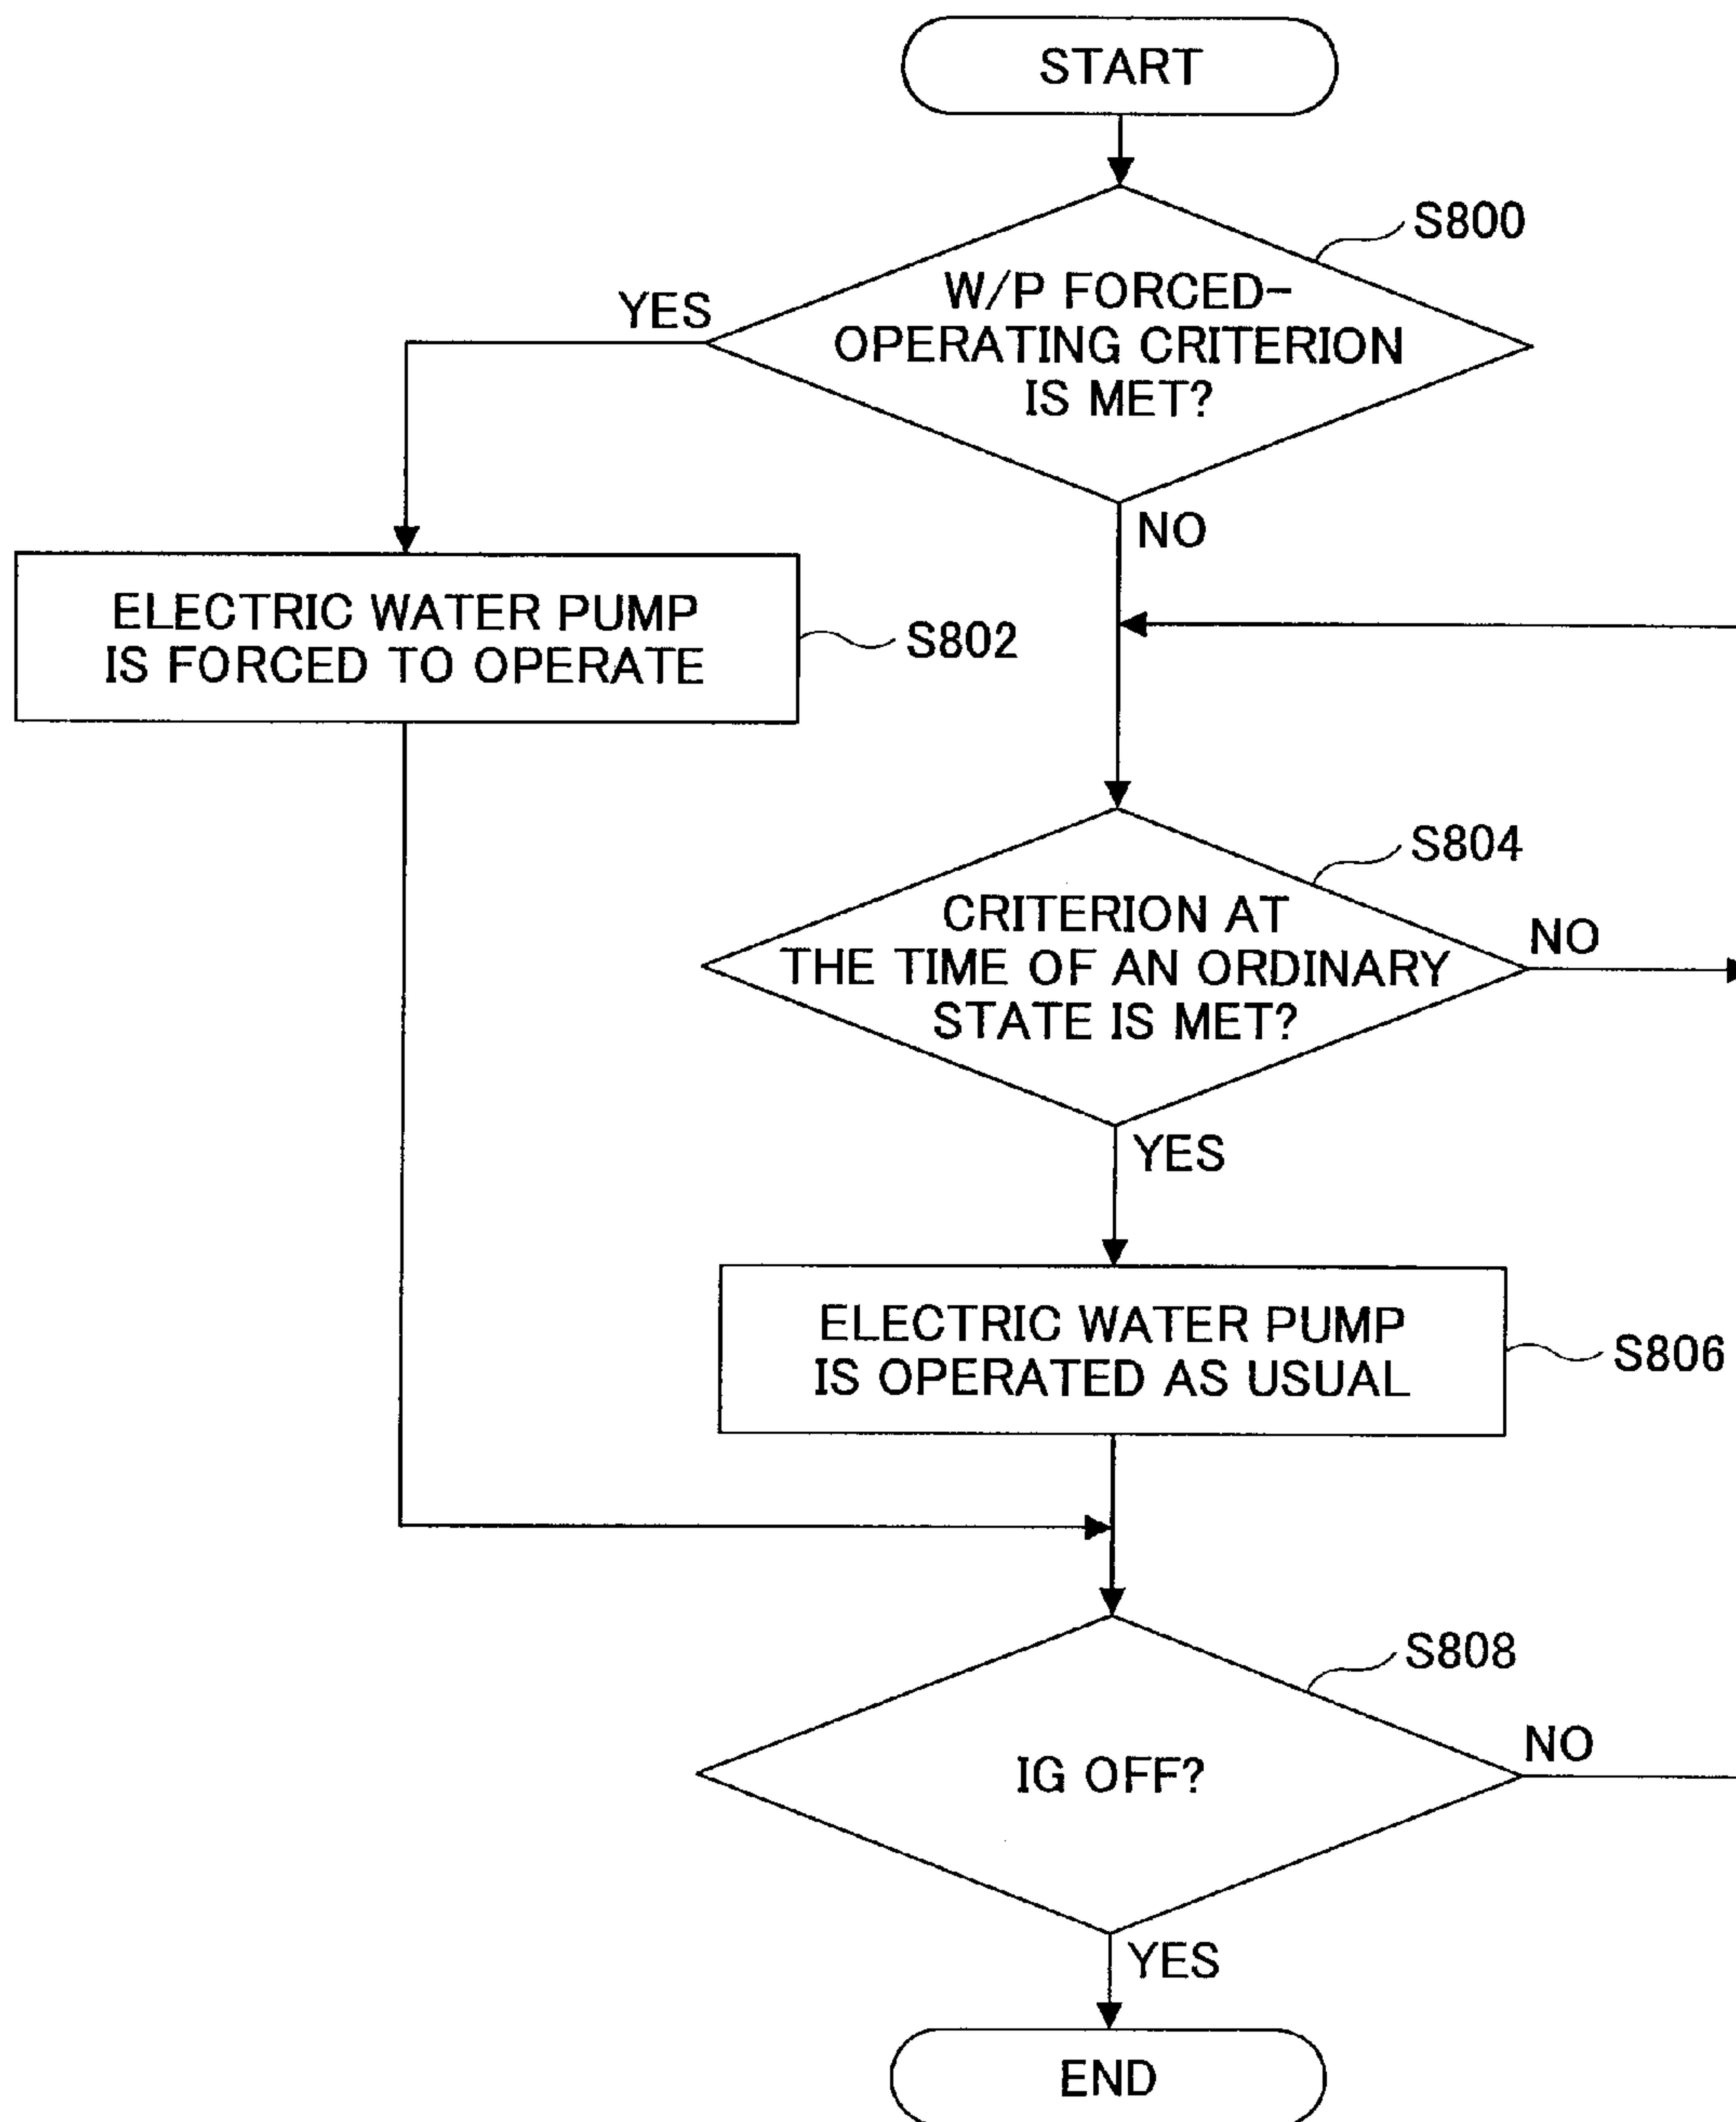 START
S800
W/P FORCED-
OPERATING CRITERION
IS MET?
YES
NO
ELECTRIC WATER PUMP
IS FORCED TO OPERATE
S802
S804
CRITERION AT
THE TIME OF AN ORDINARY
STATE IS MET?
NO
YES
ELECTRIC WATER PUMP
IS OPERATED AS USUAL
S806
S808
IG OFF?
NO
YES
END